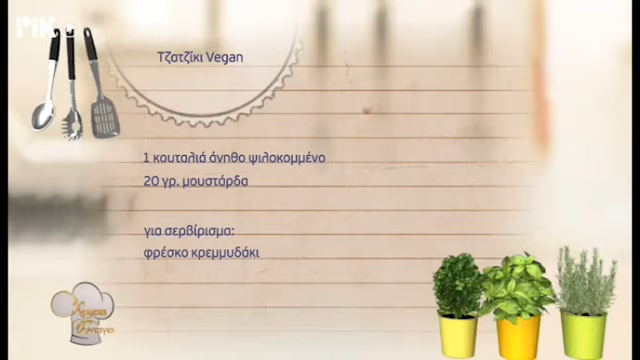 ΡΙΚ
Τζατζίκι Vegan
1 κουταλιά άνηθο ψιλοκομμένο
20 γρ. μουστάρδα
για σερβίρισμα:
φρέσκο κρεμμυδάκι